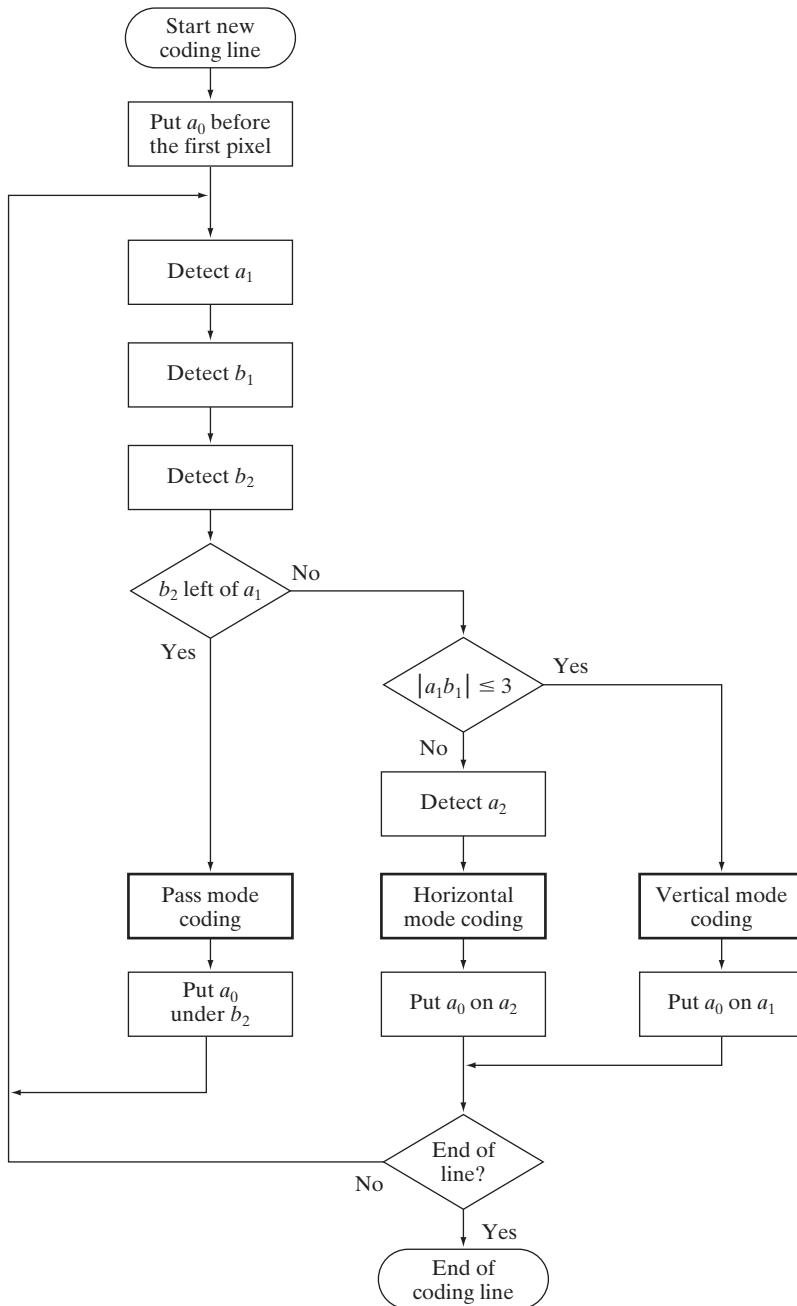 Start new
coding line
Put a₀ before
the first pixel
Detect a₁
Detect b₁
Detect b₂
b₂ left of a₁
No
Yes
|a₁b₁| ≤ 3
Yes
No
Detect a₂
Pass mode
coding
Horizontal
mode coding
Vertical mode
coding
Put a₀
under b₂
Put a₀ on a₂
Put a₀ on a₁
End of
line?
No
Yes
End of
coding line